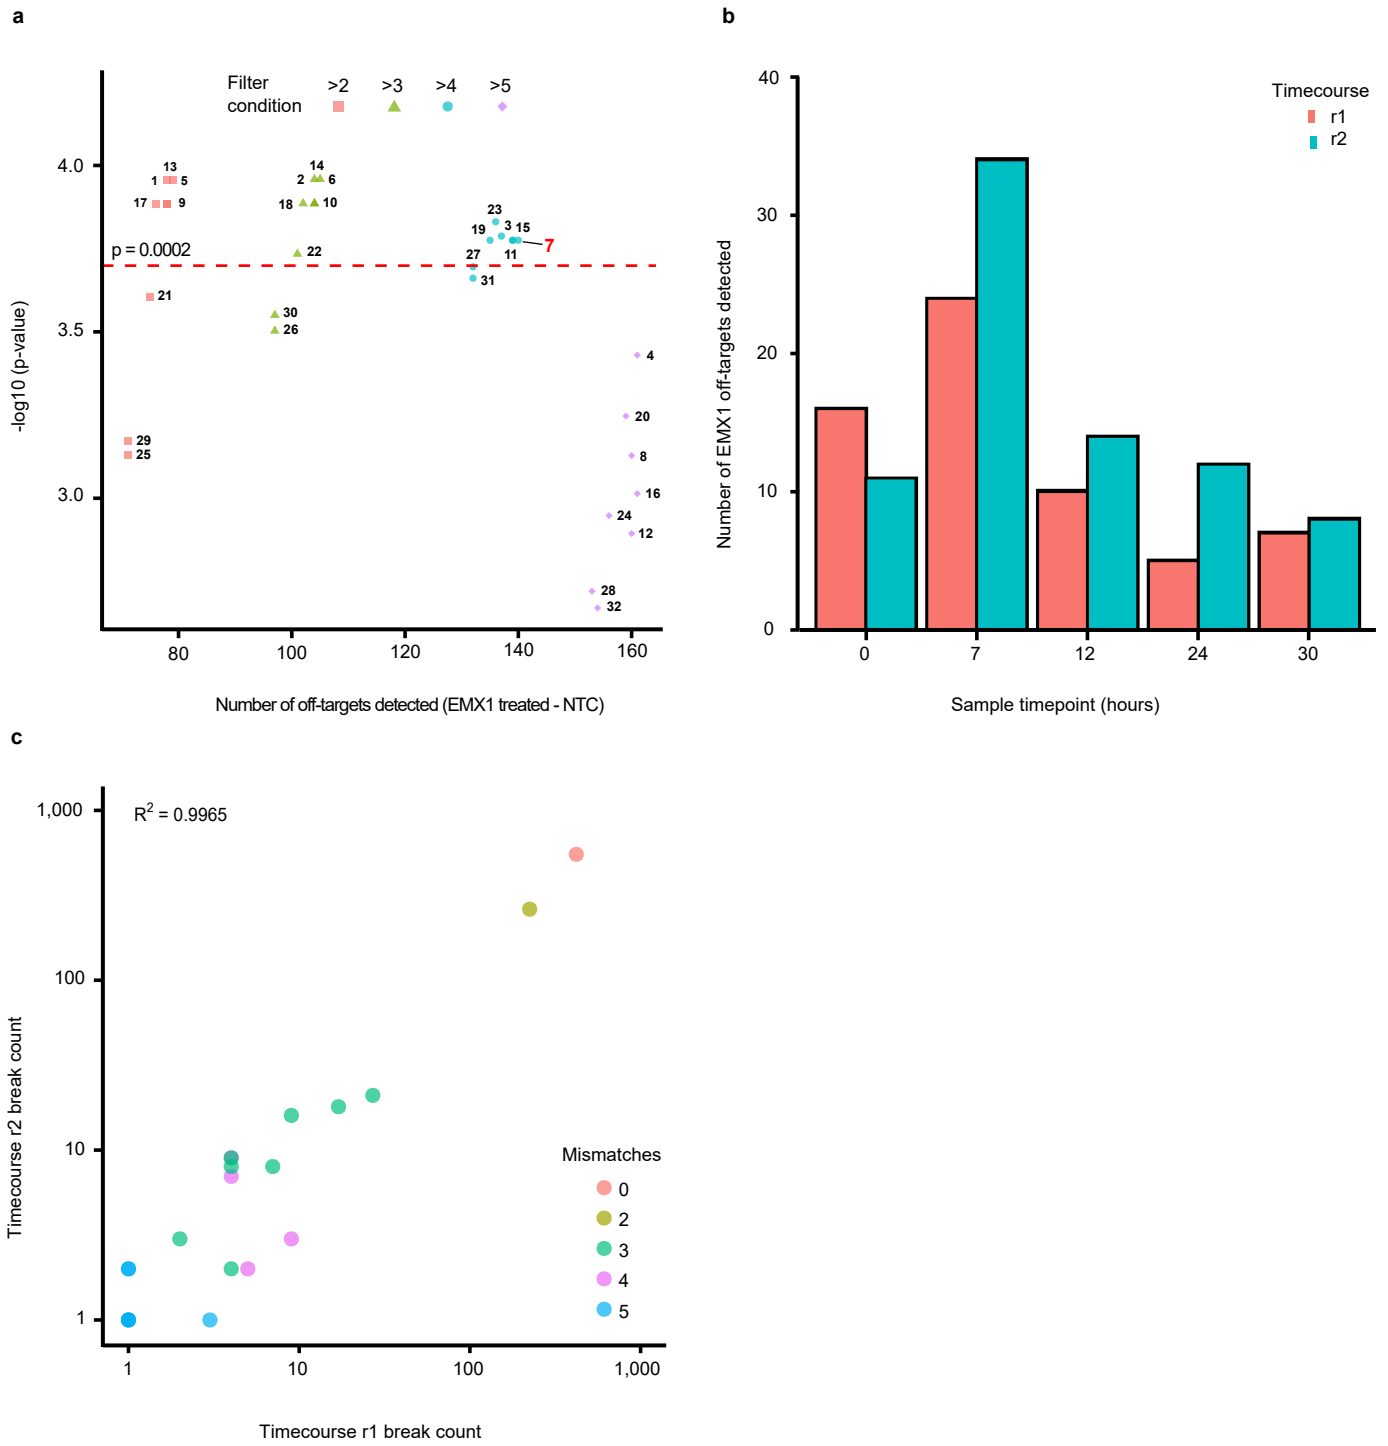 a
Filter condition
>2 >3 >4 >5
4.0
3.5
3.0
-log10 (p-value)
p = 0.0002
13
1 5
17 9
21
29
25
14
2 6
18 10
22
30
26
23
19 3 15
7
27 11
31
4
20
8
16
24
12
28
32
80 100 120 140 160
Number of off-targets detected (EMX1 treated - NTC)
b
Timecourse
r1
r2
40
30
20
10
0
Number of EMX1 off-targets detected
0 7 12 24 30
Sample timepoint (hours)
c
R² = 0.9965
1,000
100
10
1
Timecourse r2 break count
Mismatches
0
2
3
4
5
1 10 100 1,000
Timecourse r1 break count